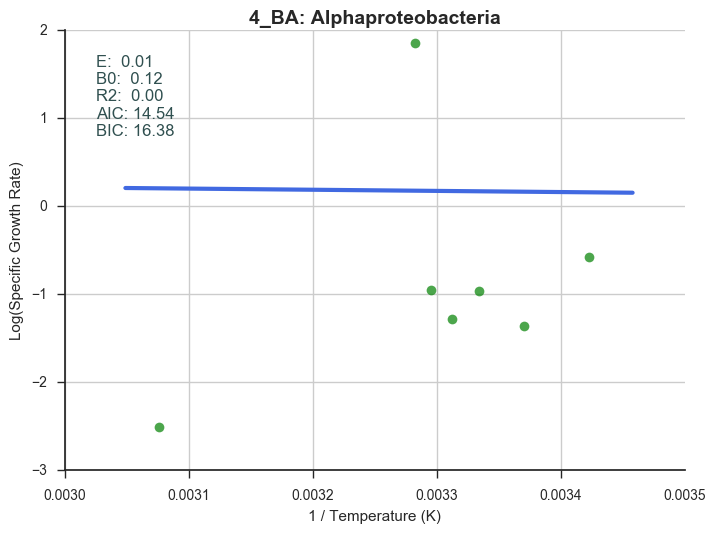 4_BA: Alphaproteobacteria
E:  0.01
B0:  0.12
R2:  0.00
AIC: 14.54
BIC: 16.38
Log(Specific Growth Rate)
2
1
0
−1
−2
−3
0.0030 0.0031 0.0032 0.0033 0.0034 0.0035
1 / Temperature (K)